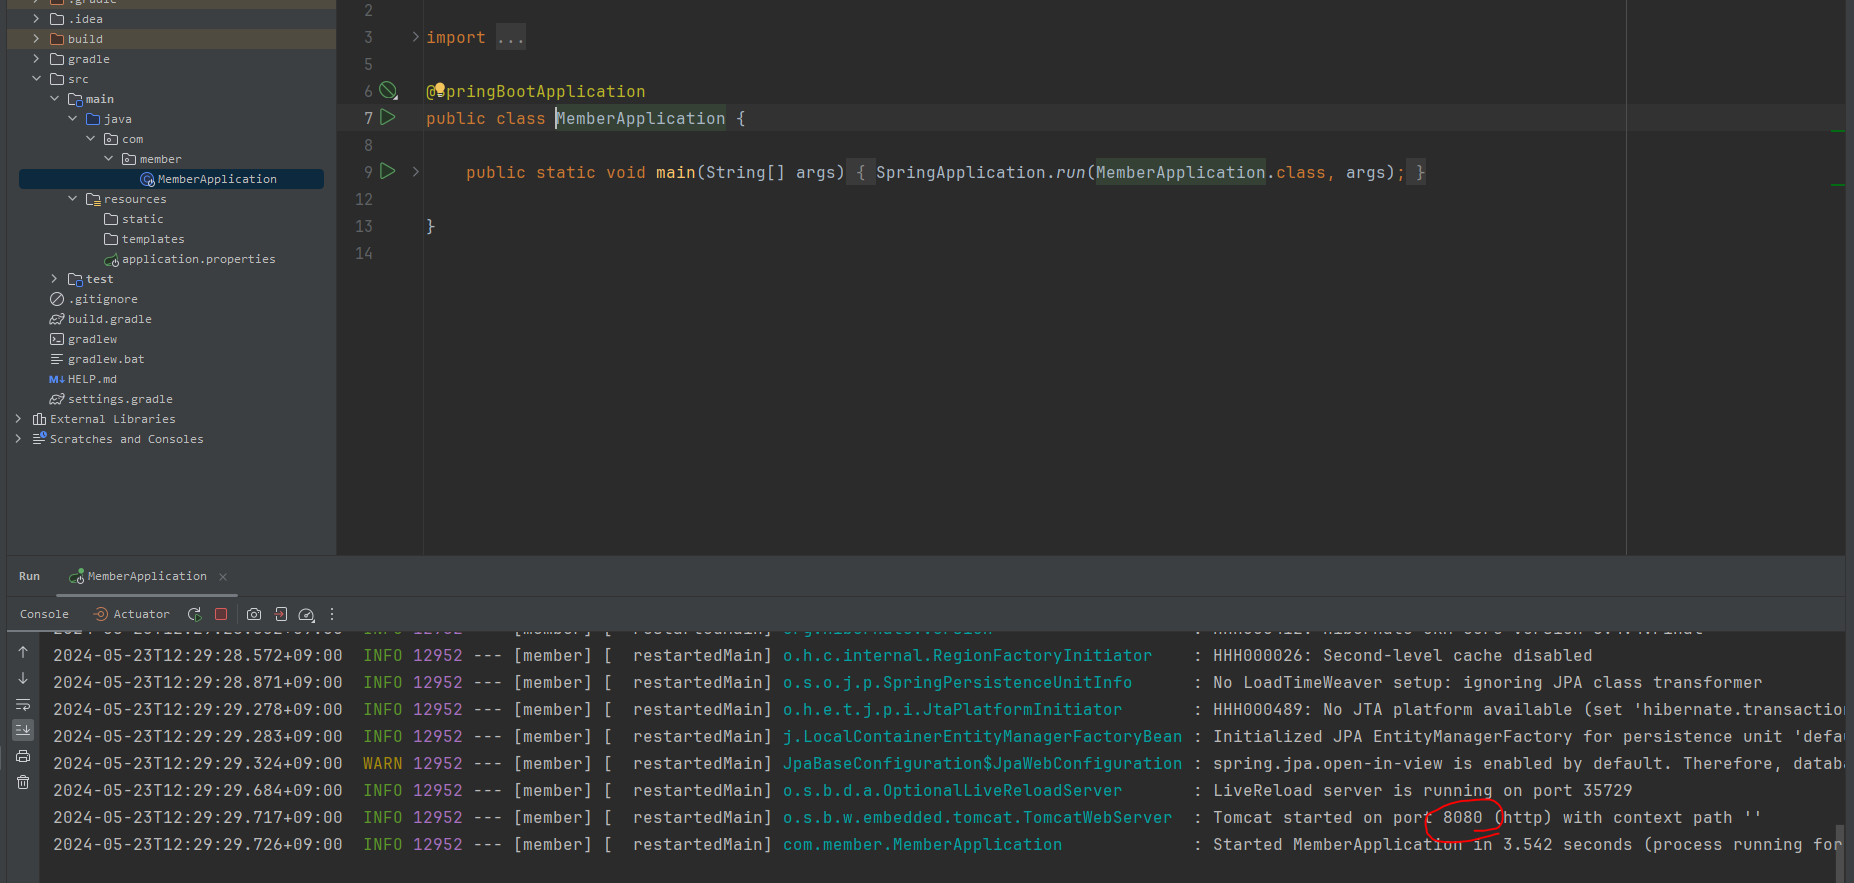 .gradle
.idea
build
gradle
src
main
java
com
member
MemberApplication
resources
static
templates
application.properties
test
.gitignore
build.gradle
gradlew
gradlew.bat
M↓ HELP.md
settings.gradle
External Libraries
Scratches and Consoles
2
3 import ...
5
6 @SpringBootApplication
7 public class MemberApplication {
8
9 public static void main(String[] args) { SpringApplication.run(MemberApplication.class, args); }
12
13 }
14
Run MemberApplication
Console Actuator
2024-05-23T12:29:28.572+09:00 INFO 12952 --- [member] [ restartedMain] o.h.c.internal.RegionFactoryInitiator : HHH000026: Second-level cache disabled
2024-05-23T12:29:28.871+09:00 INFO 12952 --- [member] [ restartedMain] o.s.o.j.p.SpringPersistenceUnitInfo : No LoadTimeWeaver setup: ignoring JPA class transformer
2024-05-23T12:29:29.278+09:00 INFO 12952 --- [member] [ restartedMain] o.h.e.t.j.p.i.JtaPlatformInitiator : HHH000489: No JTA platform available (set 'hibernate.transaction
2024-05-23T12:29:29.283+09:00 INFO 12952 --- [member] [ restartedMain] j.LocalContainerEntityManagerFactoryBean : Initialized JPA EntityManagerFactory for persistence unit 'defau
2024-05-23T12:29:29.324+09:00 WARN 12952 --- [member] [ restartedMain] JpaBaseConfiguration$JpaWebConfiguration : spring.jpa.open-in-view is enabled by default. Therefore, datab
2024-05-23T12:29:29.684+09:00 INFO 12952 --- [member] [ restartedMain] o.s.b.d.a.OptionalLiveReloadServer : LiveReload server is running on port 35729
2024-05-23T12:29:29.717+09:00 INFO 12952 --- [member] [ restartedMain] o.s.b.w.embedded.tomcat.TomcatWebServer : Tomcat started on port 8080 (http) with context path ''
2024-05-23T12:29:29.726+09:00 INFO 12952 --- [member] [ restartedMain] com.member.MemberApplication : Started MemberApplication in 3.542 seconds (process running for